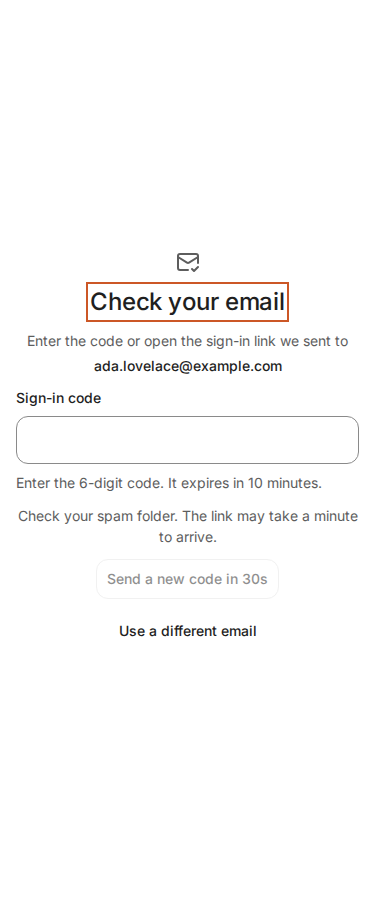 Check your email
Enter the code or open the sign-in link we sent to
ada.lovelace@example.com
Sign-in code
Enter the 6-digit code. It expires in 10 minutes.
Check your spam folder. The link may take a minute
to arrive.
Send a new code in 30s
Use a different email